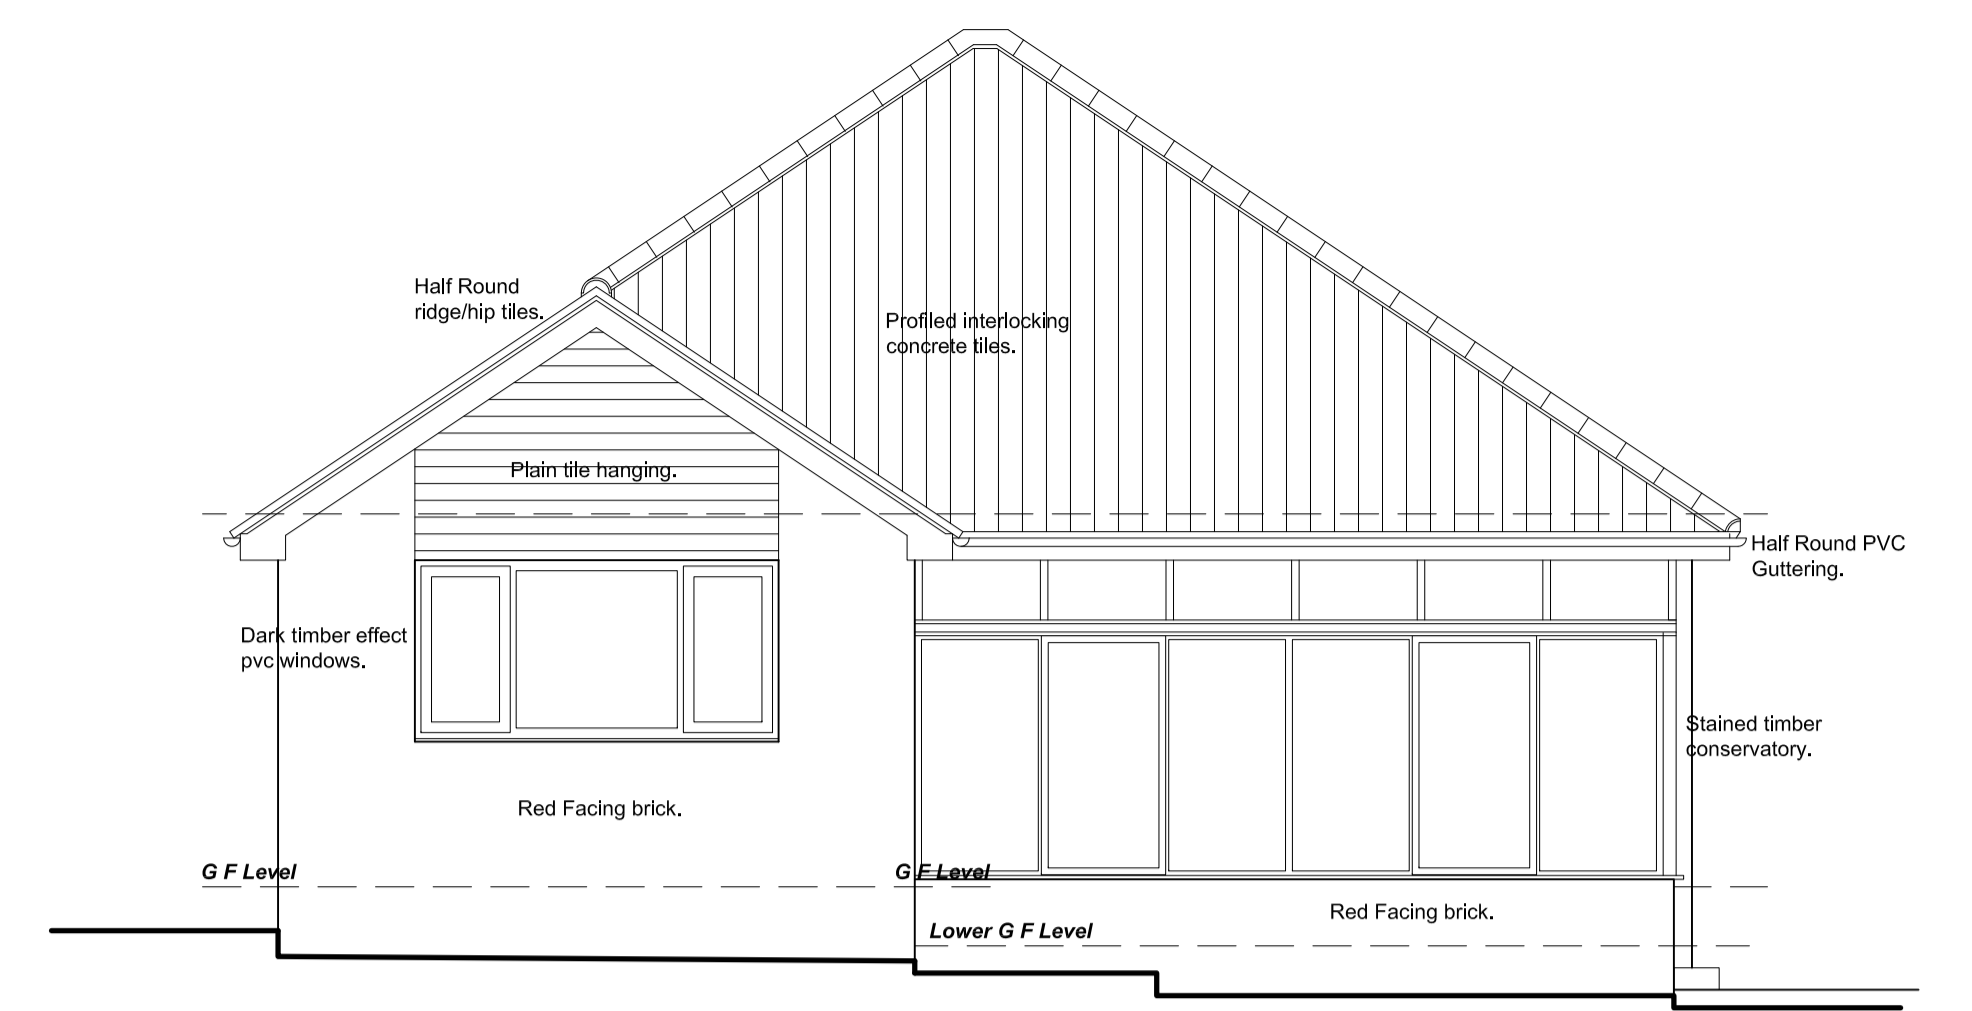 Half Round
ridge/hip tiles.
Profiled interlocking
concrete tiles.
Plain tile hanging.
Half Round PVC
Guttering.
Dark timber effect
pvc windows.
Stained timber
conservatory.
Red Facing brick.
G F Level
G F Level
Red Facing brick.
Lower G F Level